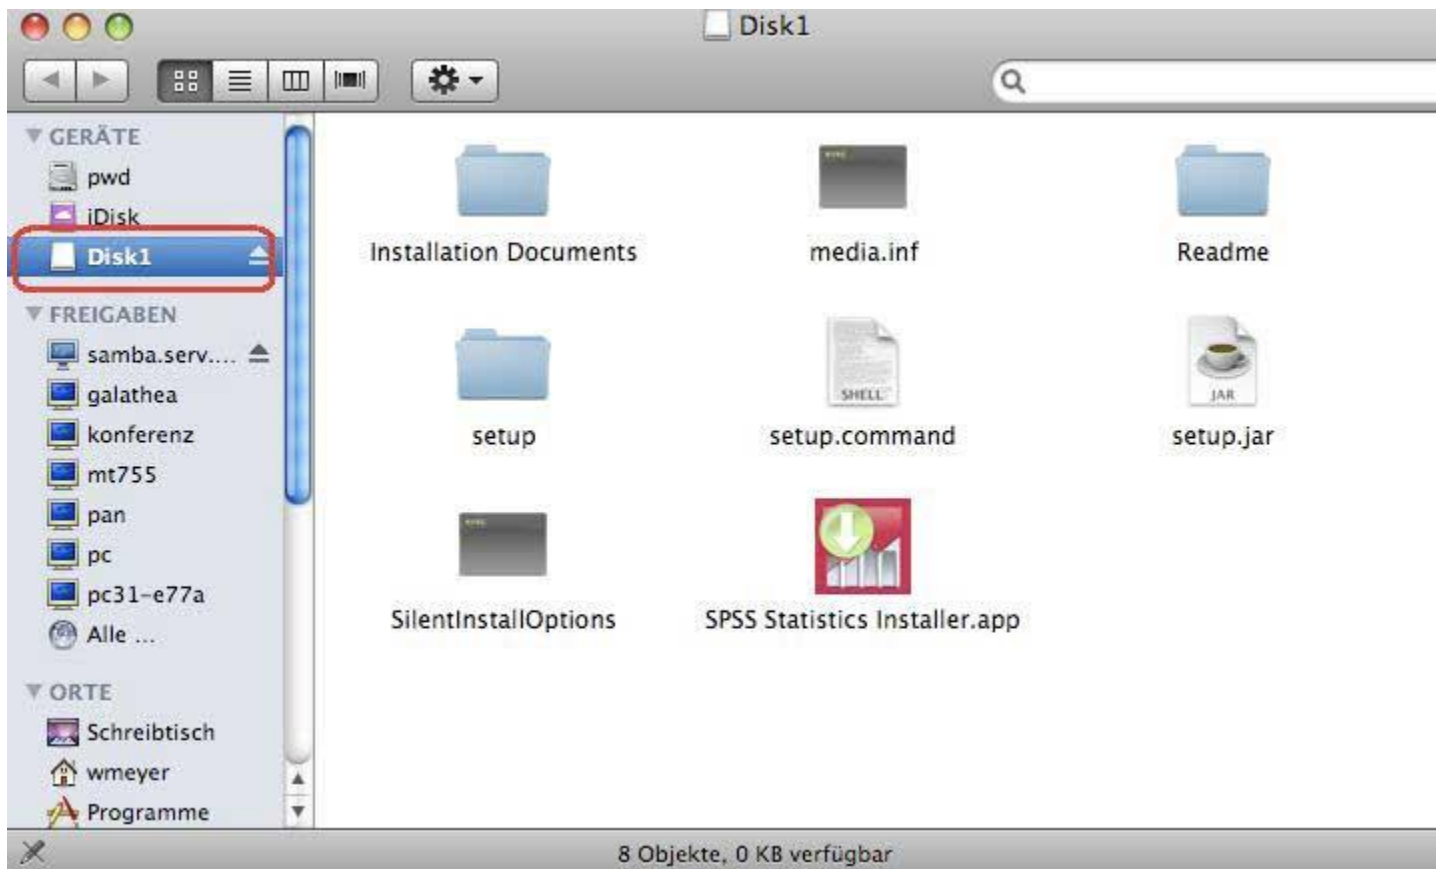 Disk1
GERÄTE
pwd
iDisk
Disk1
FREIGABEN
samba.serv....
galathea
konferenz
mt755
pan
pc
pc31-e77a
Alle ...
ORTE
Schreibtisch
wmeyer
Programme
Installation Documents
media.inf
Readme
setup
SHELL
setup.command
JAR
setup.jar
SilentInstallOptions
SPSS Statistics Installer.app
8 Objekte, 0 KB verfügbar